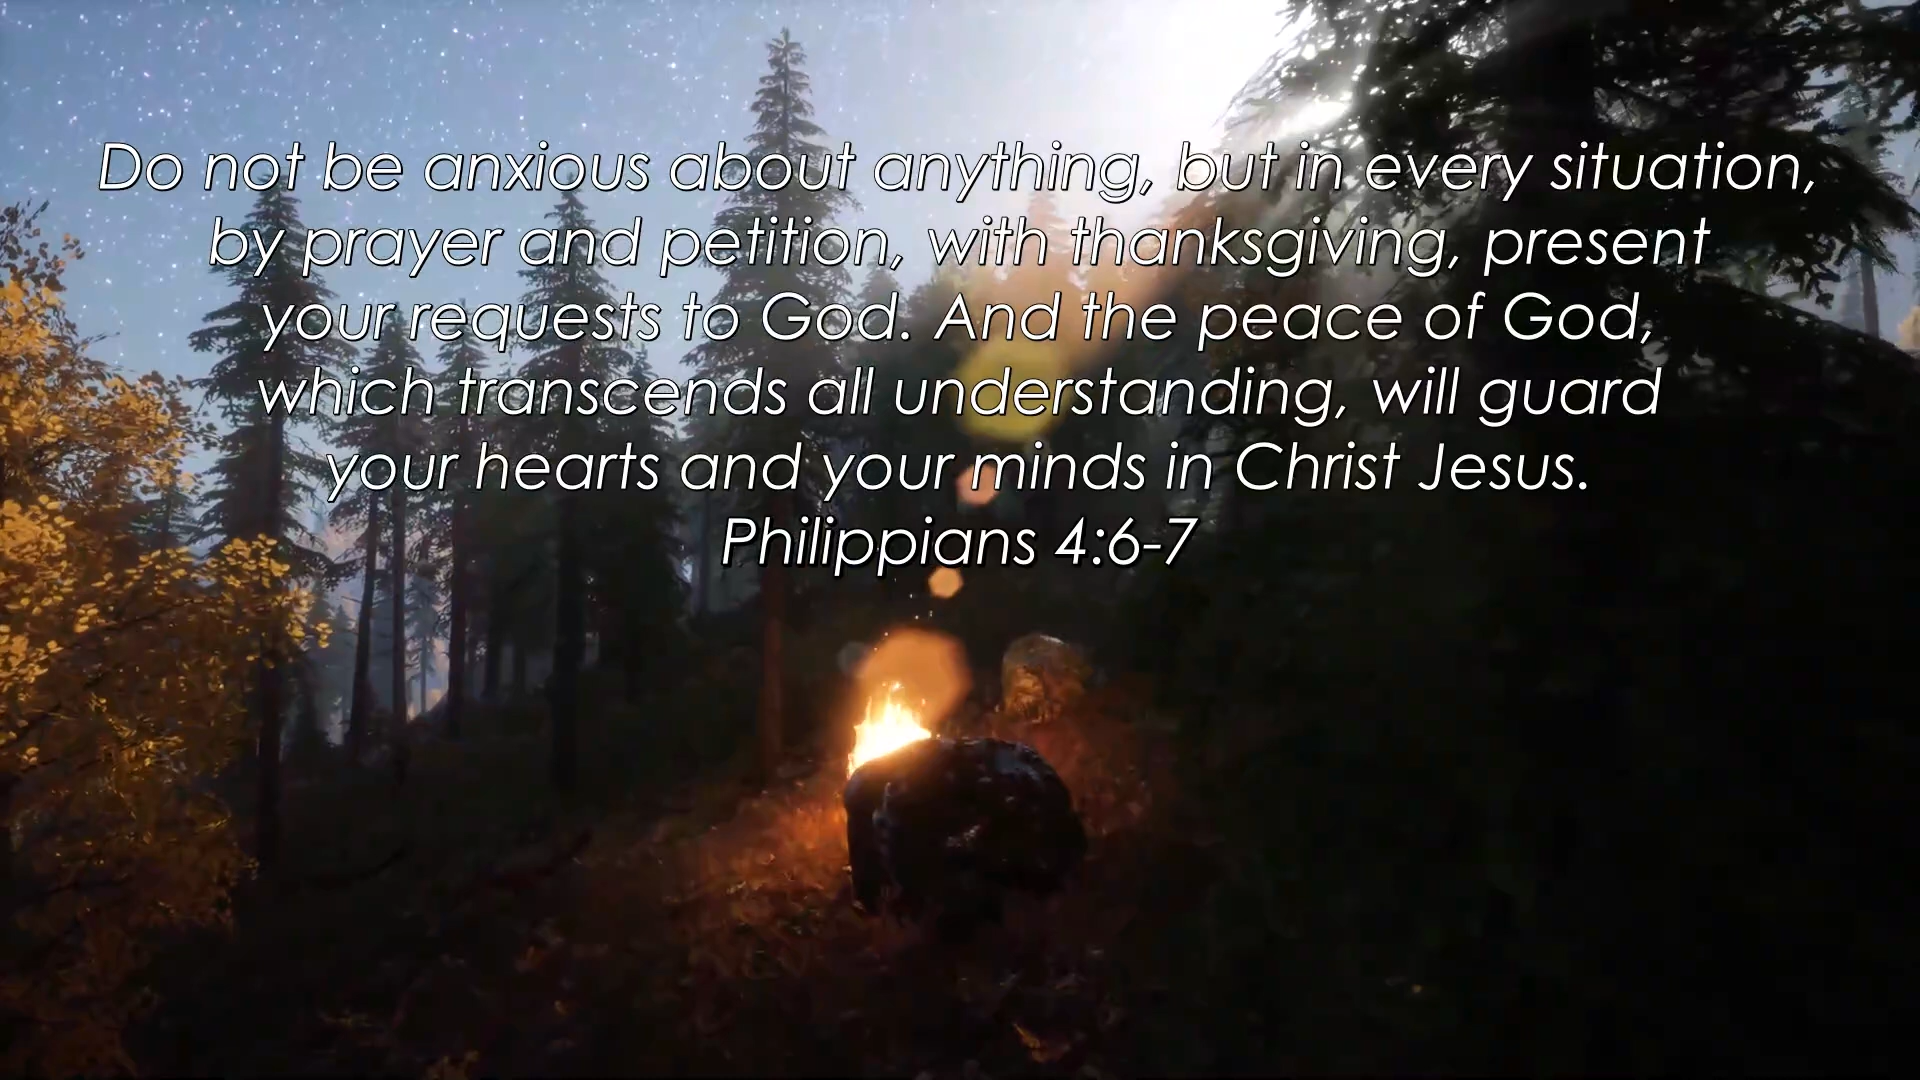 Do not be anxious about anything, but in every situation,
by prayer and petition, with thanksgiving, present
your requests to God. And the peace of God,
which transcends all understanding, will guard
your hearts and your minds in Christ Jesus.
Philippians 4:6-7